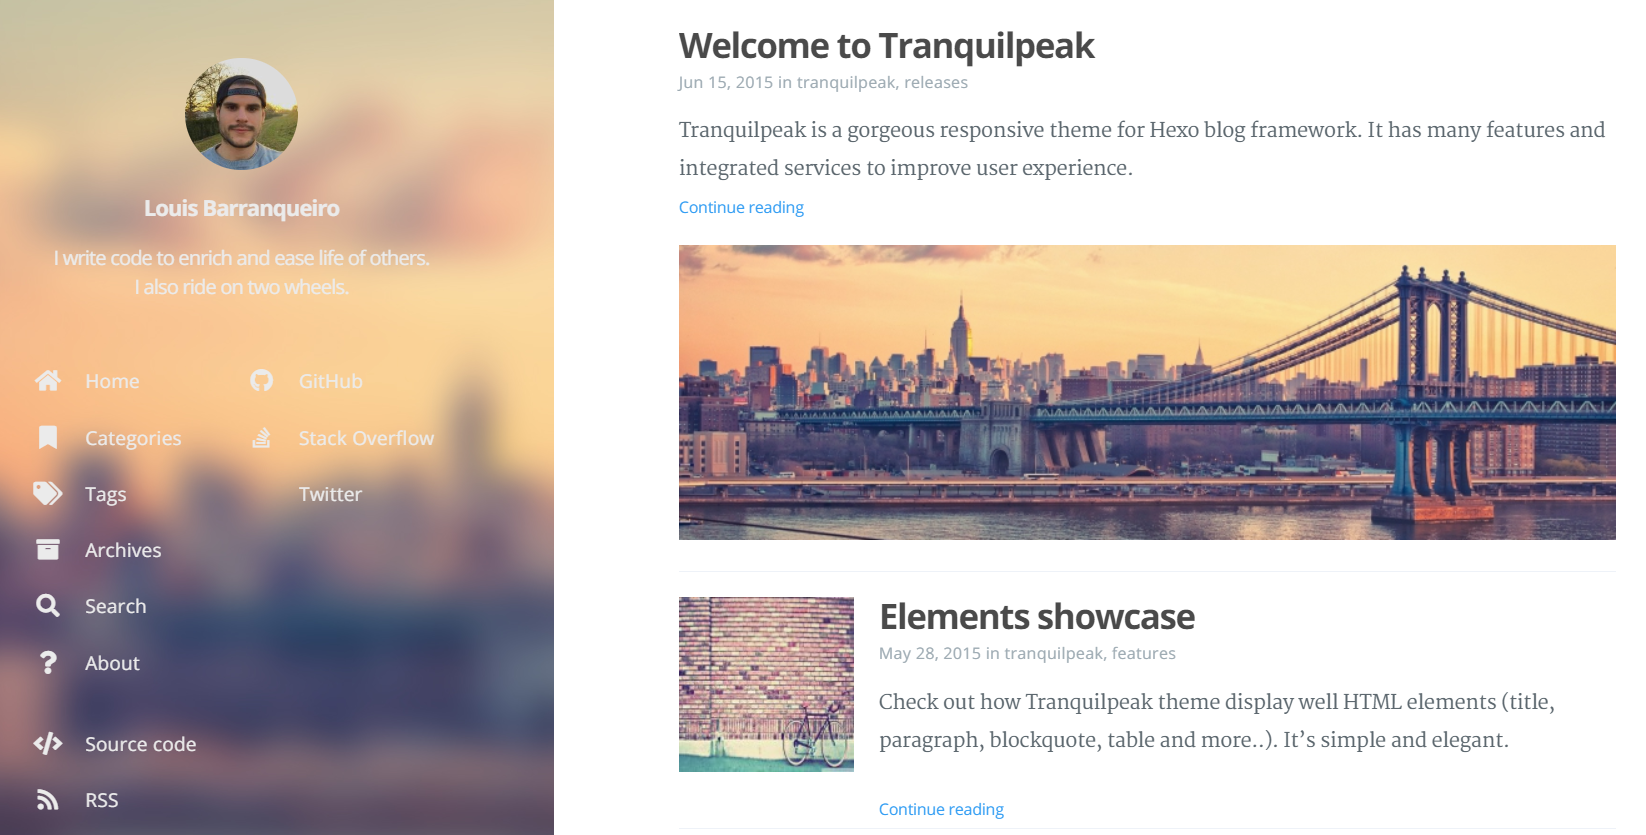 Louis Barranqueiro
I write code to enrich and ease life of others.
I also ride on two wheels.
Home
Categories
Tags
Archives
Search
About
Source code
RSS
GitHub
Stack Overflow
Twitter
Welcome to Tranquilpeak
Jun 15, 2015 in tranquilpeak, releases
Tranquilpeak is a gorgeous responsive theme for Hexo blog framework. It has many features and
integrated services to improve user experience.
Continue reading
Elements showcase
May 28, 2015 in tranquilpeak, features
Check out how Tranquilpeak theme display well HTML elements (title,
paragraph, blockquote, table and more..). It’s simple and elegant.
Continue reading